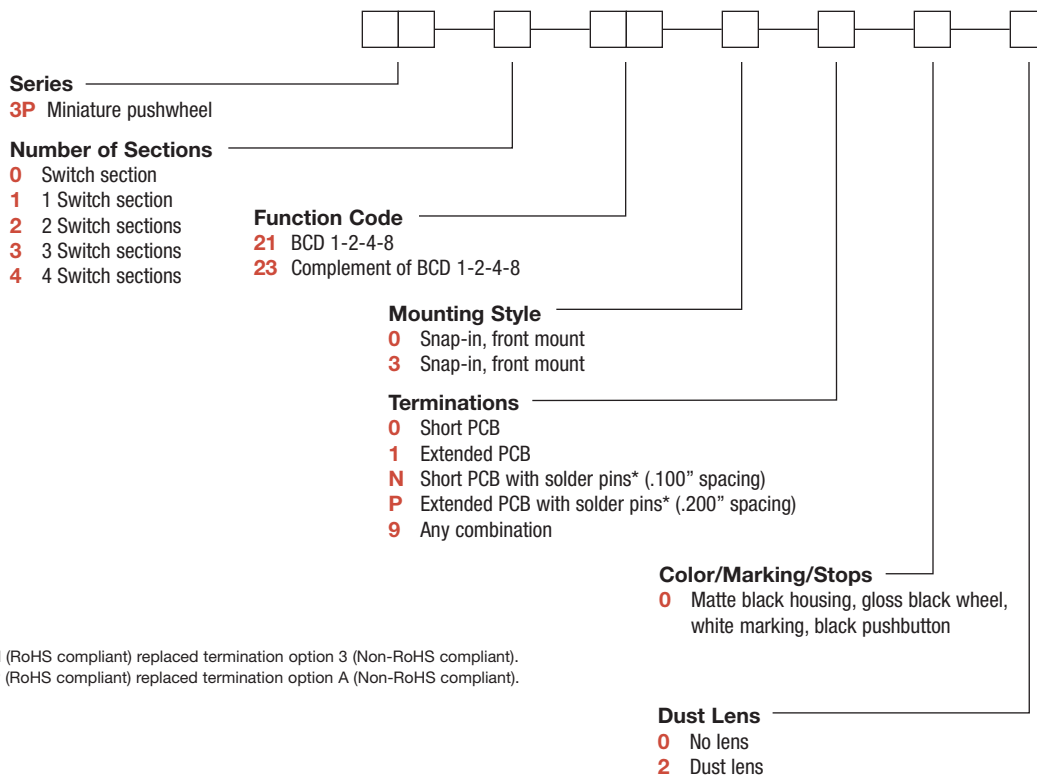 Series
3P Miniature pushwheel
Number of Sections
0 Switch section
1 1 Switch section
2 2 Switch sections
3 3 Switch sections
4 4 Switch sections
Function Code
21 BCD 1-2-4-8
23 Complement of BCD 1-2-4-8
Mounting Style
0 Snap-in, front mount
3 Snap-in, front mount
Terminations
0 Short PCB
1 Extended PCB
N Short PCB with solder pins* (.100” spacing)
P Extended PCB with solder pins* (.200” spacing)
9 Any combination
Color/Marking/Stops
0 Matte black housing, gloss black wheel,
white marking, black pushbutton
(RoHS compliant) replaced termination option 3 (Non-RoHS compliant).
(RoHS compliant) replaced termination option A (Non-RoHS compliant).
Dust Lens
0 No lens
2 Dust lens